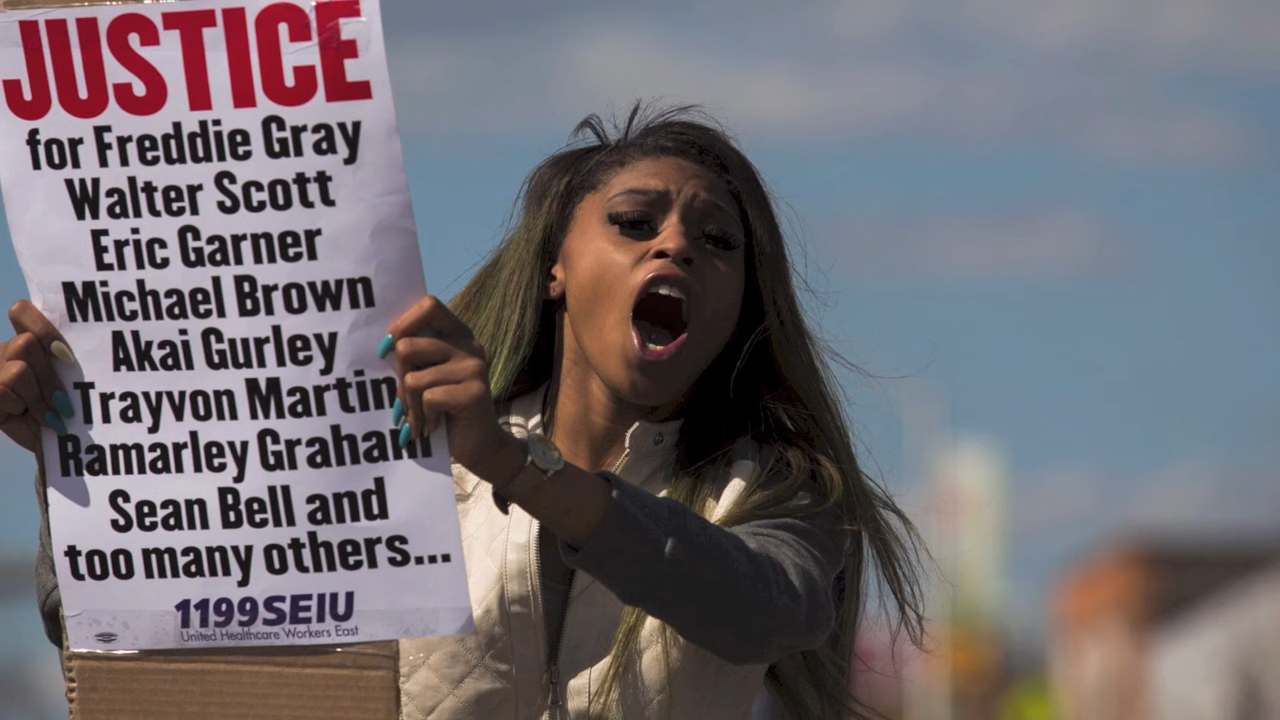 JUSTICE
for Freddie Gray
Walter Scott
Eric Garner
Michael Brown
Akai Gurley
Trayvon Martin
Ramarley Graham
Sean Bell and
too many others...
1199SEIU
United Healthcare Workers East